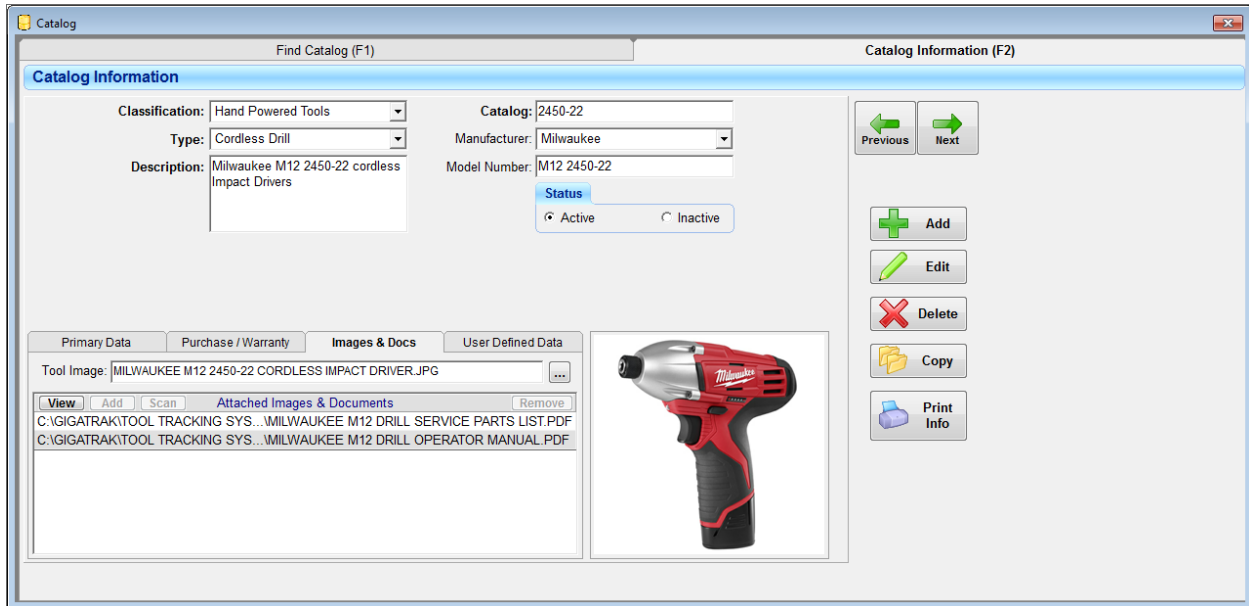 Catalog
Find Catalog (F1)
Catalog Information (F2)
Catalog Information
Classification: Hand Powered Tools
Catalog: 2450-22
Type: Cordless Drill
Manufacturer: Milwaukee
Description: Milwaukee M12 2450-22 cordless
Impact Drivers
Model Number: M12 2450-22
Status
Active
Inactive
Previous
Next
Add
Edit
Delete
Copy
Print
Info
Primary Data
Purchase / Warranty
Images & Docs
User Defined Data
Tool Image: MILWAUKEE M12 2450-22 CORDLESS IMPACT DRIVER.JPG
...
View
Add
Scan
Attached Images & Documents
Remove
C:\GIGATRAK\TOOL TRACKING SYS...\MILWAUKEE M12 DRILL SERVICE PARTS LIST.PDF
C:\GIGATRAK\TOOL TRACKING SYS...\MILWAUKEE M12 DRILL OPERATOR MANUAL.PDF
Milwaukee